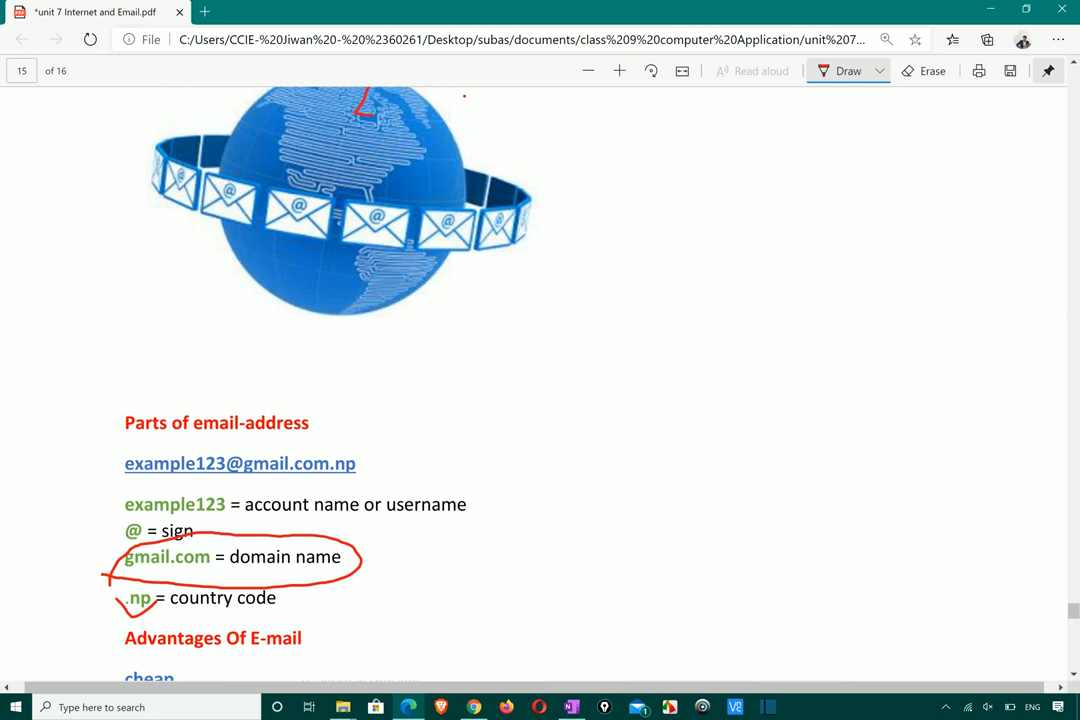 *unit 7 Internet and Email.pdf
File C:/Users/CCIE-%20Jiwan%20-%20%2360261/Desktop/subas/documents/class%209%20computer%20Application/unit%207...
15 of 16 Read aloud Draw Erase
Parts of email-address
example123@gmail.com.np
example123 = account name or username
@ = sign
gmail.com = domain name
.np = country code
Advantages Of E-mail
cheap
Type here to search ENG